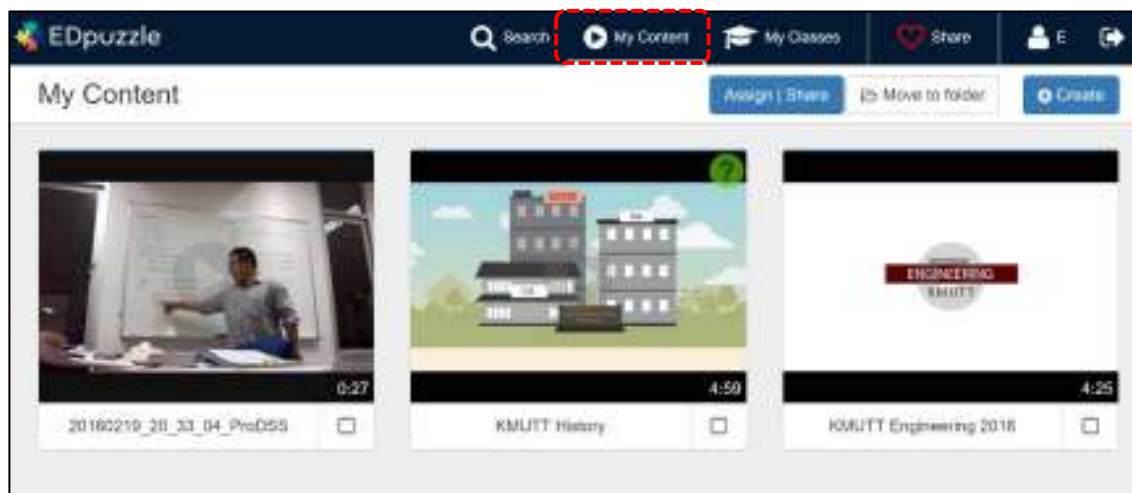 EDpuzzle
Search
My Content
My Classes
Share
E
My Content
Assign | Share
Move to folder
Create
?
ENGINEERING
KMUTT
0:27
4:59
4:25
20160219_20_33_04_ProDSS
KMUTT History
KMUTT Engineering 2016